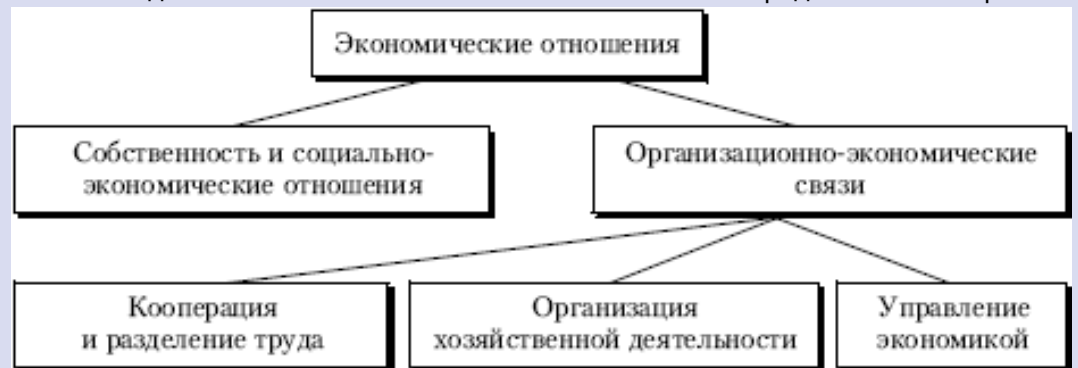 Экономические отношения
Собственность и социально-
экономические отношения
Организационно-экономические
связи
Кооперация
и разделение труда
Организация
хозяйственной деятельности
Управление
экономикой